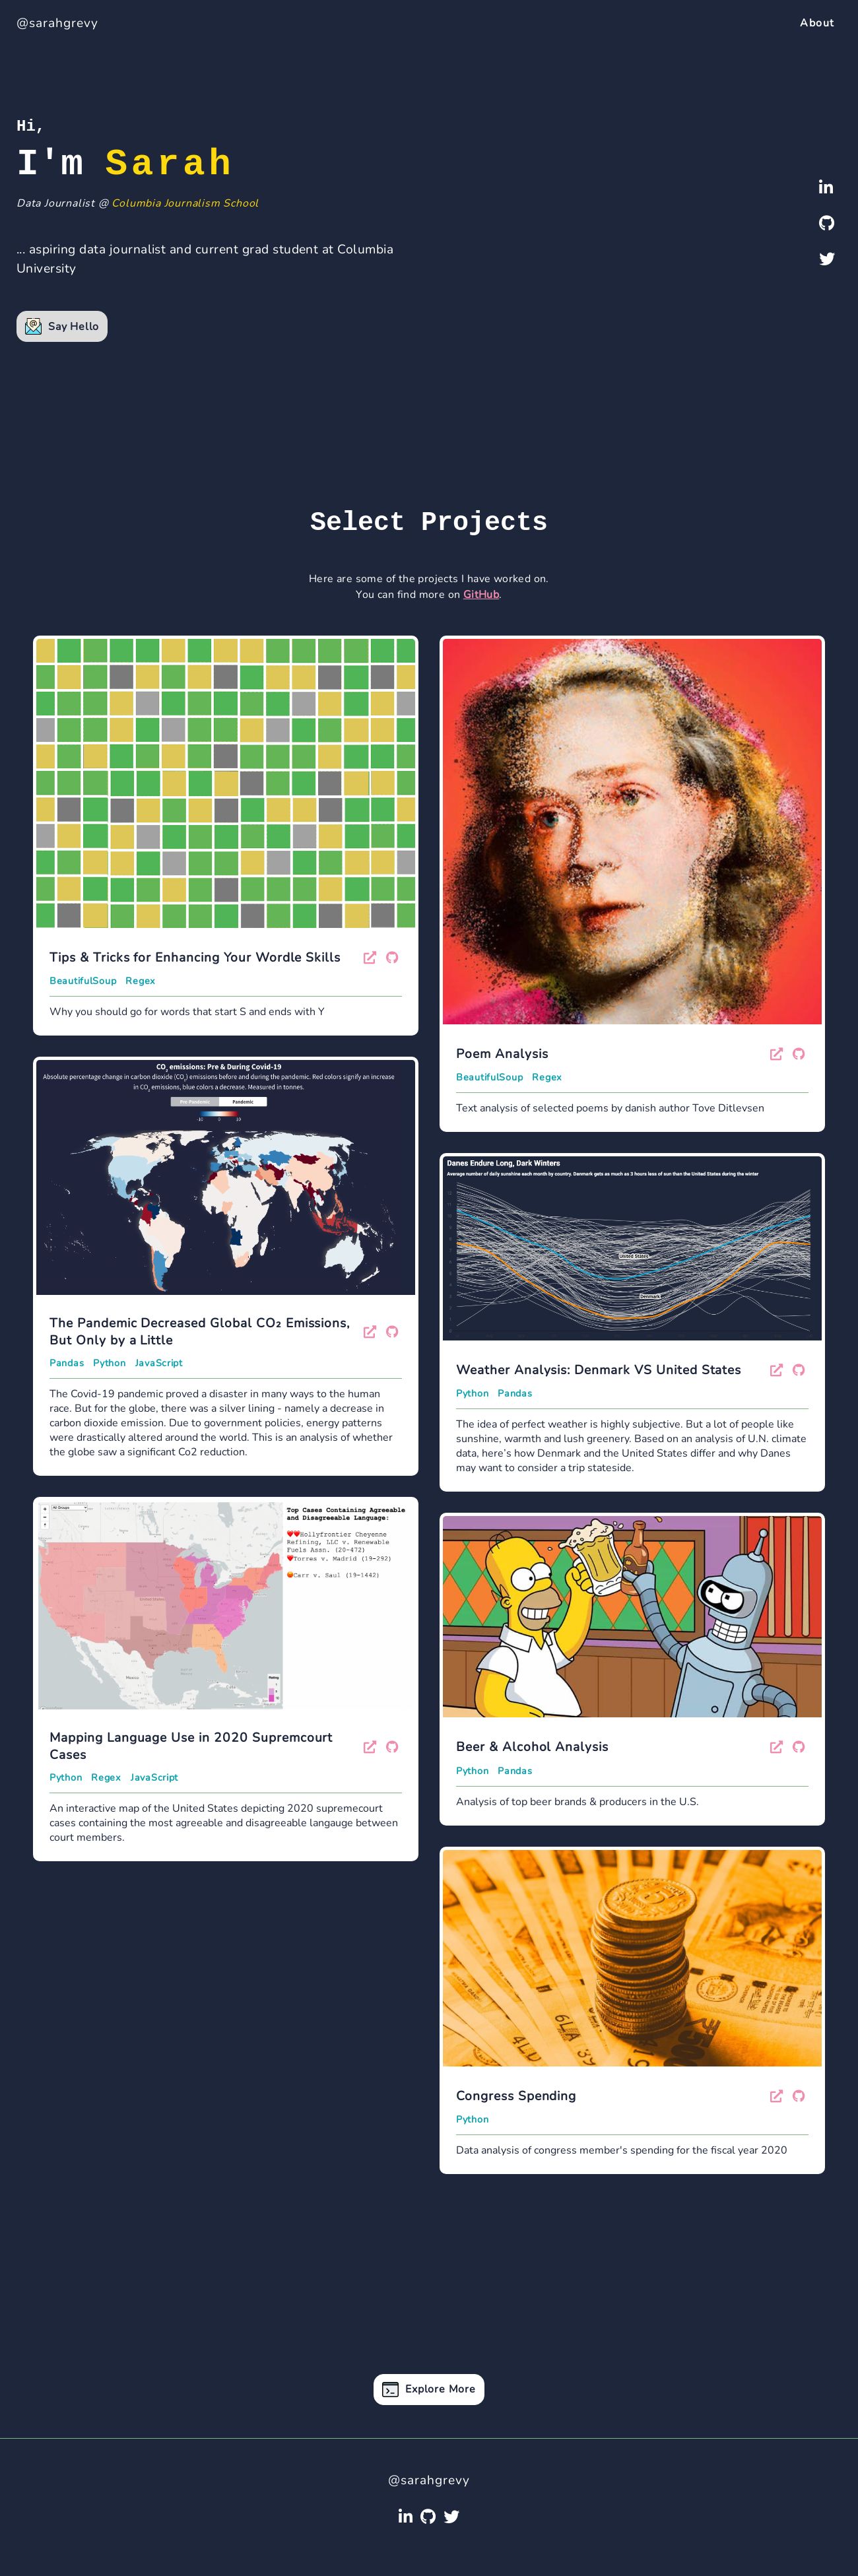 @sarahgrevy
About
Hi,
I'm Sarah
Data Journalist @ Columbia Journalism School
... aspiring data journalist and current grad student at Columbia
University
Say Hello
Select Projects
Here are some of the projects I have worked on.
You can find more on GitHub.
Tips & Tricks for Enhancing Your Wordle Skills
BeautifulSoup Regex
Why you should go for words that start S and ends with Y
CO2 emissions: Pre & During Covid-19
Absolute percentage change in carbon dioxide (CO2) emissions before and during the pandemic. Red colors signify an increase
in CO2 emissions, blue colors a decrease. Measured in tonnes.
Pre-Pandemic Pandemic
-10 0 10
The Pandemic Decreased Global CO₂ Emissions,
But Only by a Little
Pandas Python JavaScript
The Covid-19 pandemic proved a disaster in many ways to the human
race. But for the globe, there was a silver lining - namely a decrease in
carbon dioxide emission. Due to government policies, energy patterns
were drastically altered around the world. This is an analysis of whether
the globe saw a significant Co2 reduction.
All Groups
Top Cases Containing Agreeable
and Disagreeable Language:
Hollyfrontier Cheyenne
Refining, LLC v. Renewable
Fuels Assn. (20-472)
Torres v. Madrid (19-292)
Carr v. Saul (19-1442)
United States
Mexico
Rating
Mapping Language Use in 2020 Supremcourt
Cases
Python Regex JavaScript
An interactive map of the United States depicting 2020 supremecourt
cases containing the most agreeable and disagreeable langauge between
court members.
Poem Analysis
BeautifulSoup Regex
Text analysis of selected poems by danish author Tove Ditlevsen
Danes Endure Long, Dark Winters
Average number of daily sunshine each month by country. Denmark gets as much as 3 hours less of sun than the United States during the winter
United States
Denmark
Weather Analysis: Denmark VS United States
Python Pandas
The idea of perfect weather is highly subjective. But a lot of people like
sunshine, warmth and lush greenery. Based on an analysis of U.N. climate
data, here's how Denmark and the United States differ and why Danes
may want to consider a trip stateside.
Beer & Alcohol Analysis
Python Pandas
Analysis of top beer brands & producers in the U.S.
Congress Spending
Python
Data analysis of congress member's spending for the fiscal year 2020
Explore More
@sarahgrevy